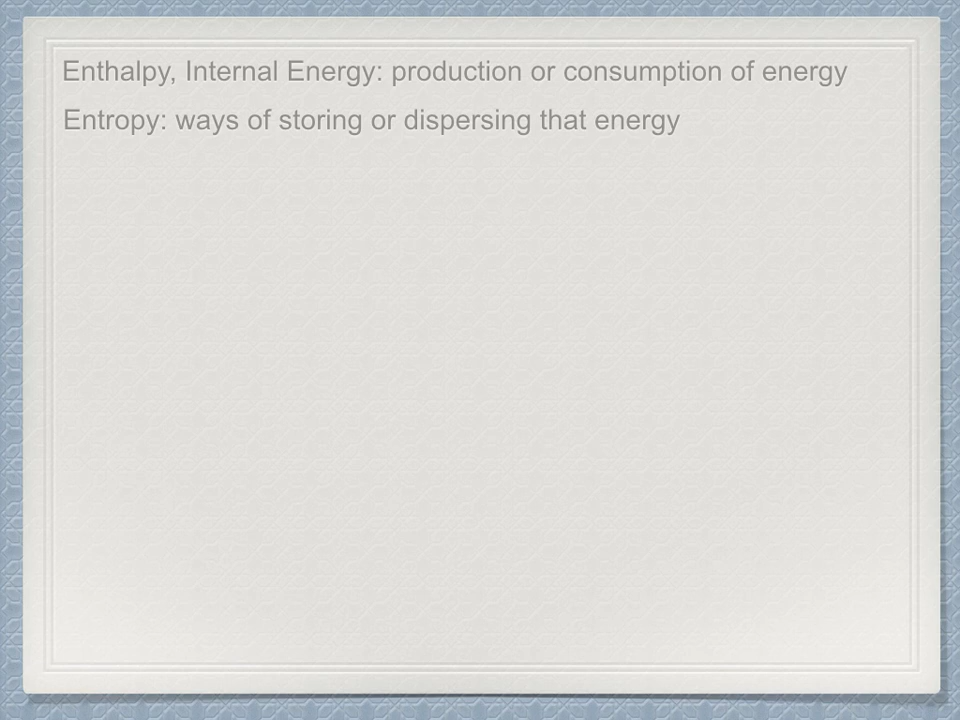 Enthalpy, Internal Energy: production or consumption of energy
Entropy: ways of storing or dispersing that energy